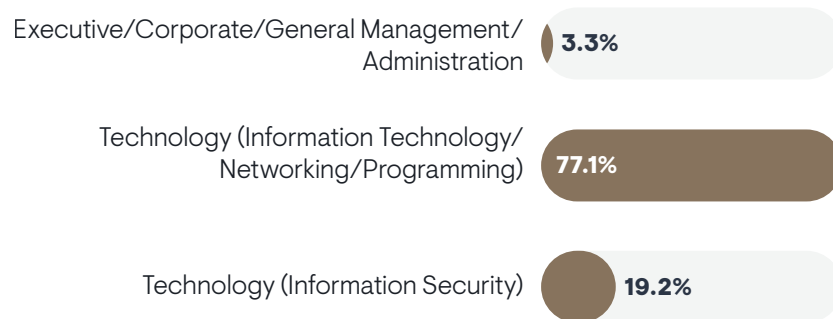 Executive/Corporate/General Management/
Administration
3.3%
Technology (Information Technology/
Networking/Programming)
77.1%
Technology (Information Security)
19.2%